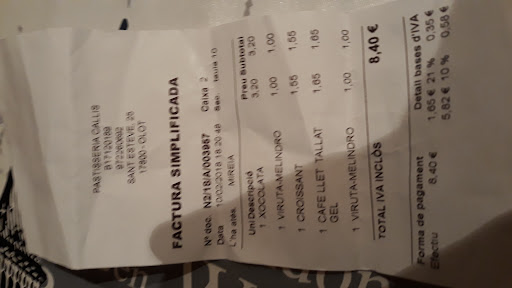 PASTISSERIA CALLIS
B17120189
972260692
SANT ESTEVE, 28
17800 - OLOT
FACTURA SIMPLIFICADA
Nº doc. N2/18/A/003957 Caixa 2
Data 10/02/2018 18:20:48 Sec. taula 10
L'ha atès. MIREIA
Uni Descripció Preu Subtotal
1 XOCOLATA 3,20 3,20
1 VIRUTA-MELINDRO 1,00 1,00
1 CROISSANT 1,55 1,55
1 CAFE LLET TALLAT 1,65 1,65
GEL
1 VIRUTA-MELINDRO 1,00 1,00
TOTAL IVA INCLÒS 8,40 €
Forma de pagament Detall bases d'IVA
Efectiu 8,40 € 1,65 € 21 % 0,35 €
5,82 € 10 % 0,58 €